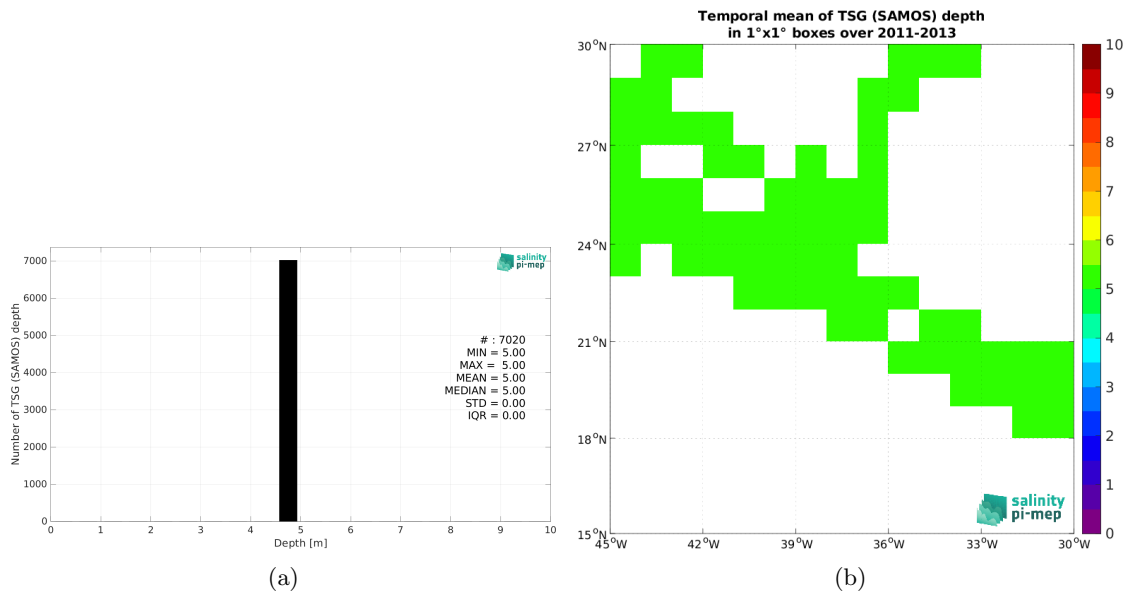 Number of TSG (SAMOS) depth
7000
6000
5000
4000
3000
2000
1000
0
salinity
pi-mep
# : 7020
MIN = 5.00
MAX = 5.00
MEAN = 5.00
MEDIAN = 5.00
STD = 0.00
IQR = 0.00
0 1 2 3 4 5 6 7 8 9 10
Depth [m]
(a)
Temporal mean of TSG (SAMOS) depth
in 1°x1° boxes over 2011-2013
30°N
27°N
24°N
21°N
18°N
15°N
45°W 42°W 39°W 36°W 33°W 30°W
salinity
pi-mep
10
9
8
7
6
5
4
3
2
1
0
(b)